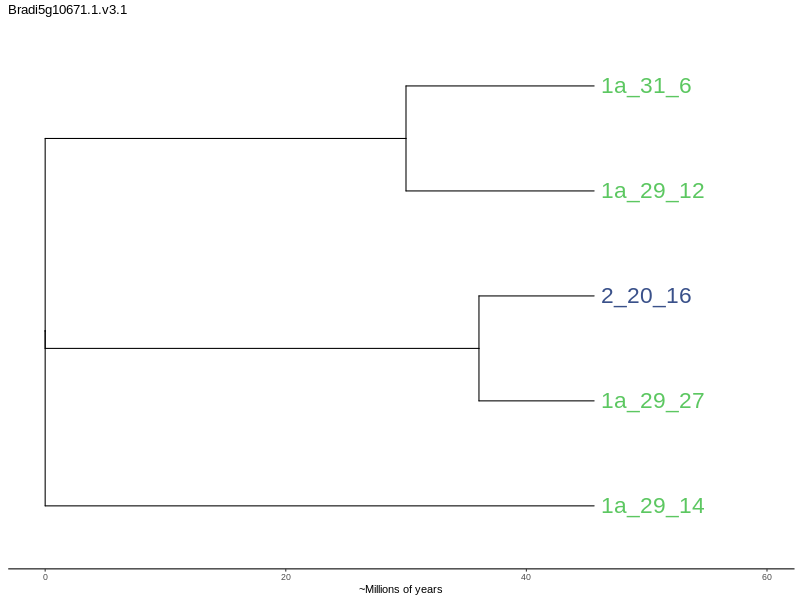 Bradi5g10671.1.v3.1
1a_31_6
1a_29_12
2_20_16
1a_29_27
1a_29_14
0 20 40 60
~Millions of years